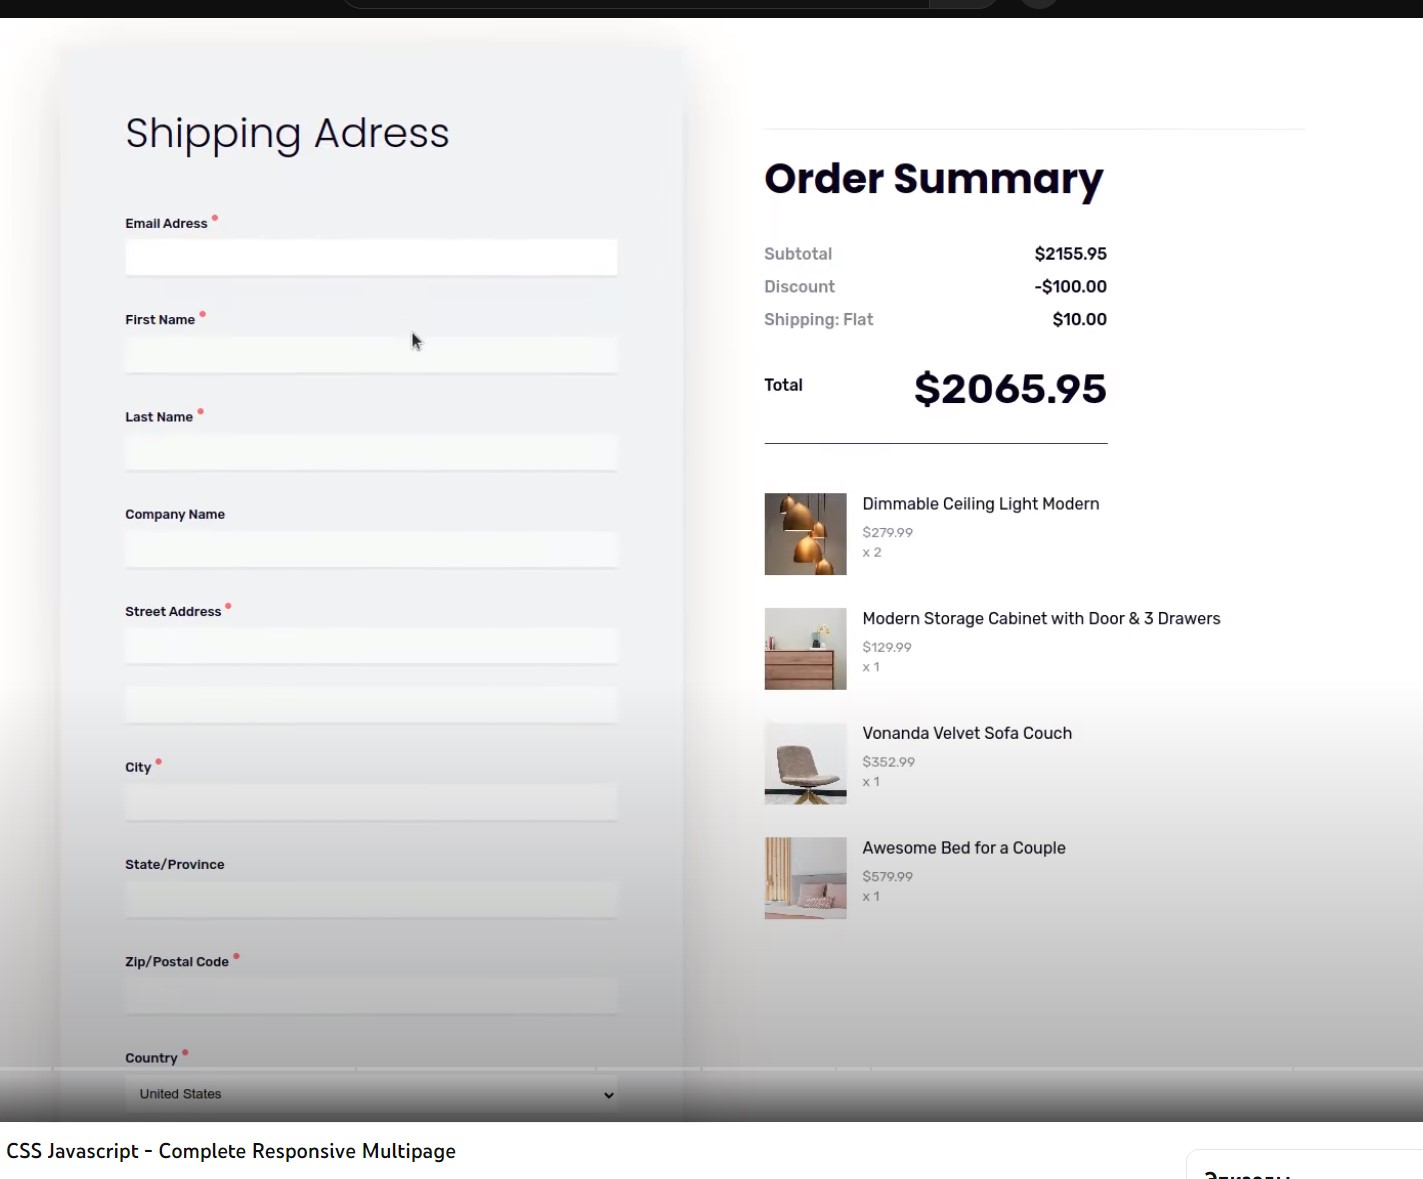 Shipping Adress
Email Adress
First Name
Last Name
Company Name
Street Address
City
State/Province
Zip/Postal Code
Country
United States
Order Summary
Subtotal $2155.95
Discount -$100.00
Shipping: Flat $10.00
Total $2065.95
Dimmable Ceiling Light Modern
$279.99
x 2
Modern Storage Cabinet with Door & 3 Drawers
$129.99
x 1
Vonanda Velvet Sofa Couch
$352.99
x 1
Awesome Bed for a Couple
$579.99
x 1
CSS Javascript - Complete Responsive Multipage